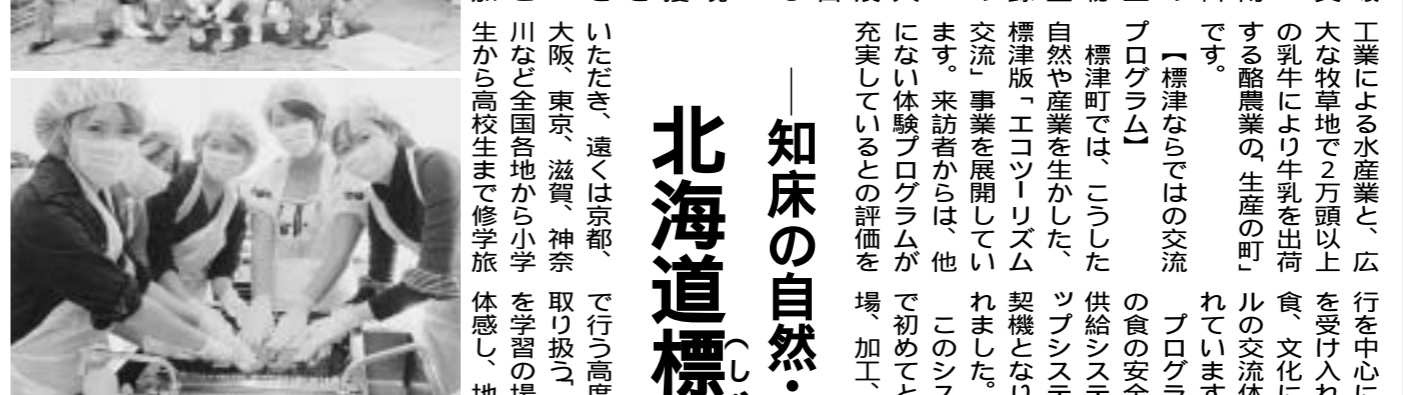 工業による水産業と、広
大な牧草地で2万頭以上
の乳牛により牛乳を出荷
する酪農業の「生産の町」
です。
【標津ならではの交流
プログラム】
標津町では、こうした
自然や産業を生かした、
標津版「エコツーリズム
交流」事業を展開してい
ます。来訪者からは、他
にない体験プログラムが
充実しているとの評価を
―知床の自然・
北海道標
(し
いただき、遠くは京都、
大阪、東京、滋賀、神奈
川など全国各地から小学
生から高校生まで修学旅
行を中心に
を受け入れ
食、文化に
ルの交流体
れています
プログラ
の食の安全
供給システ
ップシステ
契機となり
れました。
このシス
で初めてと
場、加工、
で行う高度
取り扱う「
を学習の場
体感し、地